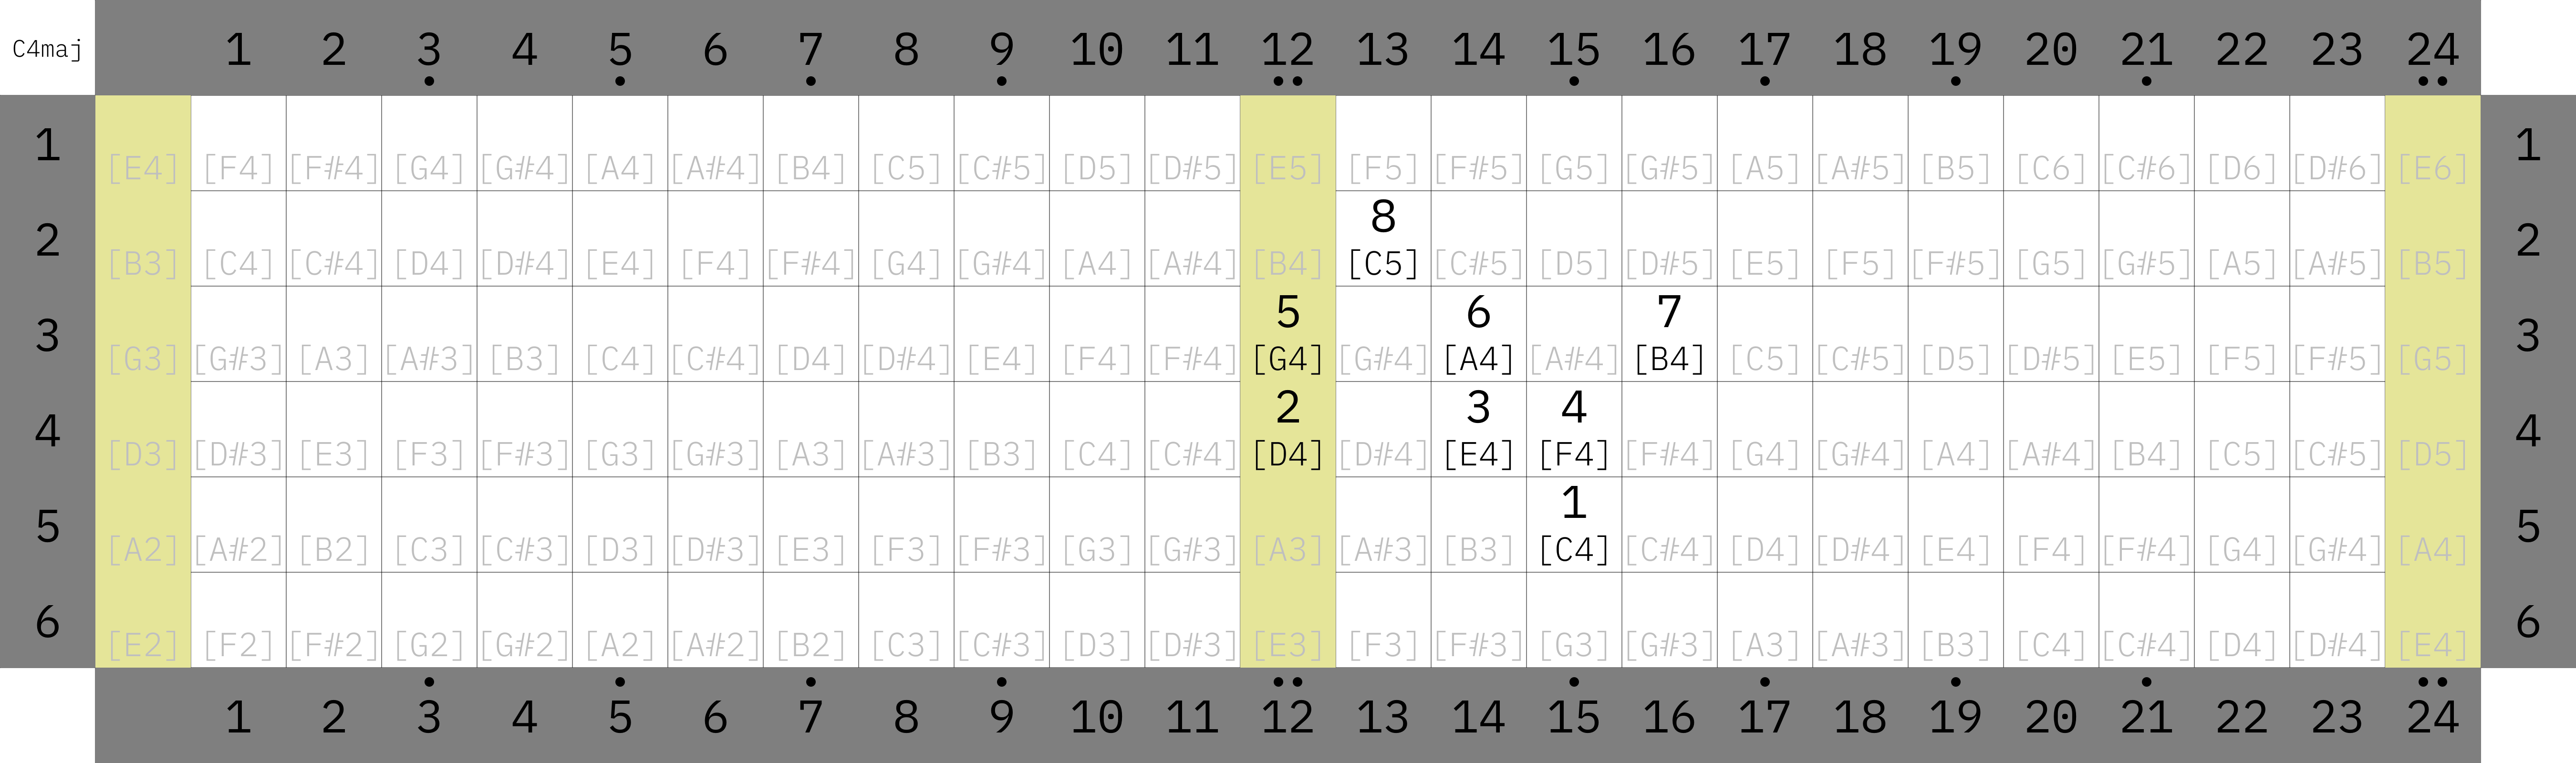 C4maj 1 2 3 4 5 6 7 8 9 10 11 12 13 14 15 16 17 18 19 20 21 22 23 24
1 [E4] [F4] [F#4] [G4] [G#4] [A4] [A#4] [B4] [C5] [C#5] [D5] [D#5] [E5] [F5] [F#5] [G5] [G#5] [A5] [A#5] [B5] [C6] [C#6] [D6] [D#6] [E6] 1
8
2 [B3] [C4] [C#4] [D4] [D#4] [E4] [F4] [F#4] [G4] [G#4] [A4] [A#4] [B4] [C5] [C#5] [D5] [D#5] [E5] [F5] [F#5] [G5] [G#5] [A5] [A#5] [B5] 2
5 6 7
3 [G3] [G#3] [A3] [A#3] [B3] [C4] [C#4] [D4] [D#4] [E4] [F4] [F#4] [G4] [G#4] [A4] [A#4] [B4] [C5] [C#5] [D5] [D#5] [E5] [F5] [F#5] [G5] 3
2 3 4
4 [D3] [D#3] [E3] [F3] [F#3] [G3] [G#3] [A3] [A#3] [B3] [C4] [C#4] [D4] [D#4] [E4] [F4] [F#4] [G4] [G#4] [A4] [A#4] [B4] [C5] [C#5] [D5] 4
1
5 [A2] [A#2] [B2] [C3] [C#3] [D3] [D#3] [E3] [F3] [F#3] [G3] [G#3] [A3] [A#3] [B3] [C4] [C#4] [D4] [D#4] [E4] [F4] [F#4] [G4] [G#4] [A4] 5
6 [E2] [F2] [F#2] [G2] [G#2] [A2] [A#2] [B2] [C3] [C#3] [D3] [D#3] [E3] [F3] [F#3] [G3] [G#3] [A3] [A#3] [B3] [C4] [C#4] [D4] [D#4] [E4] 6
1 2 3 4 5 6 7 8 9 10 11 12 13 14 15 16 17 18 19 20 21 22 23 24